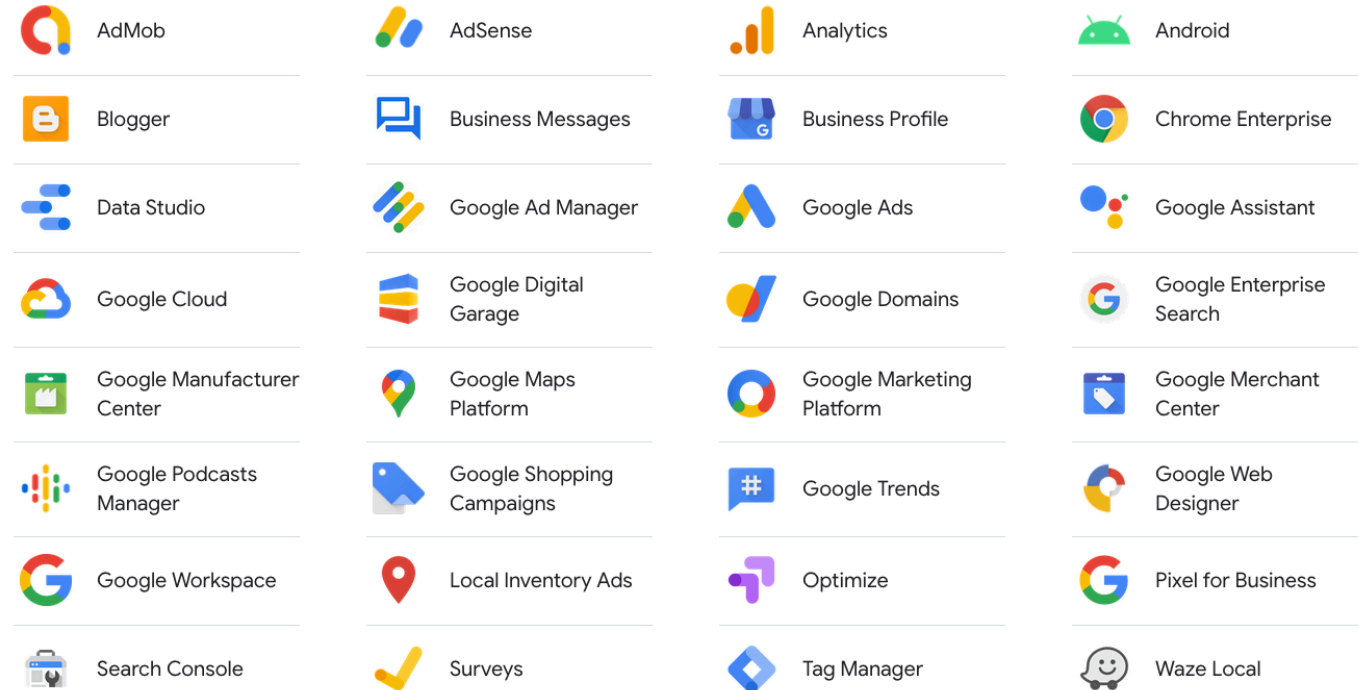 AdMob
AdSense
Analytics
Android
Blogger
Business Messages
Business Profile
G
Chrome Enterprise
Data Studio
Google Ad Manager
Google Ads
Google Assistant
Google Cloud
Google Digital
Garage
Google Domains
G
Google Enterprise
Search
Google Manufacturer
Center
Google Maps
Platform
Google Marketing
Platform
Google Merchant
Center
Google Podcasts
Manager
Google Shopping
Campaigns
#
Google Trends
Google Web
Designer
G
Google Workspace
Local Inventory Ads
Optimize
G
Pixel for Business
Search Console
Surveys
Tag Manager
Waze Local